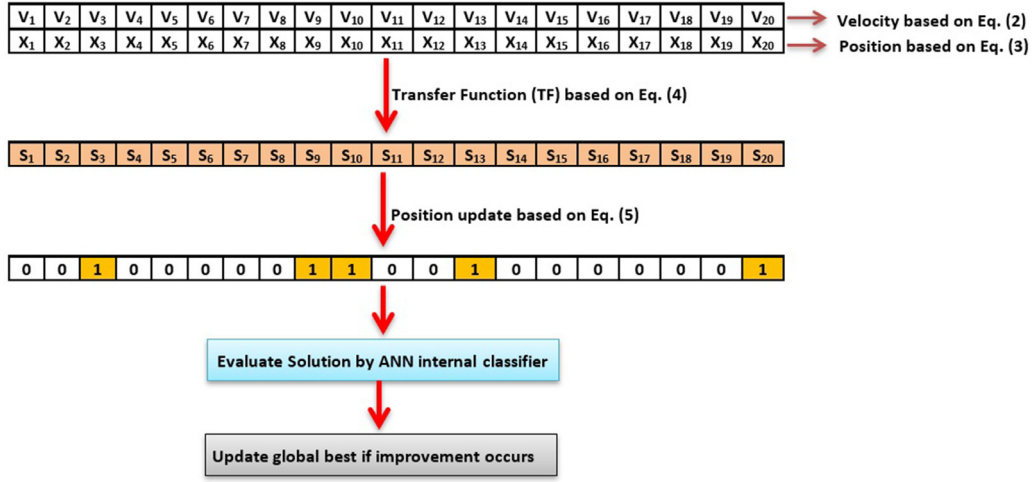 V₁ V₂ V₃ V₄ V₅ V₆ V₇ V₈ V₉ V₁₀ V₁₁ V₁₂ V₁₃ V₁₄ V₁₅ V₁₆ V₁₇ V₁₈ V₁₉ V₂₀ Velocity based on Eq. (2)
X₁ X₂ X₃ X₄ X₅ X₆ X₇ X₈ X₉ X₁₀ X₁₁ X₁₂ X₁₃ X₁₄ X₁₅ X₁₆ X₁₇ X₁₈ X₁₉ X₂₀ Position based on Eq. (3)
Transfer Function (TF) based on Eq. (4)
S₁ S₂ S₃ S₄ S₅ S₆ S₇ S₈ S₉ S₁₀ S₁₁ S₁₂ S₁₃ S₁₄ S₁₅ S₁₆ S₁₇ S₁₈ S₁₉ S₂₀
Position update based on Eq. (5)
0 0 1 0 0 0 0 0 1 1 0 0 1 0 0 0 0 0 0 1
Evaluate Solution by ANN internal classifier
Update global best if improvement occurs